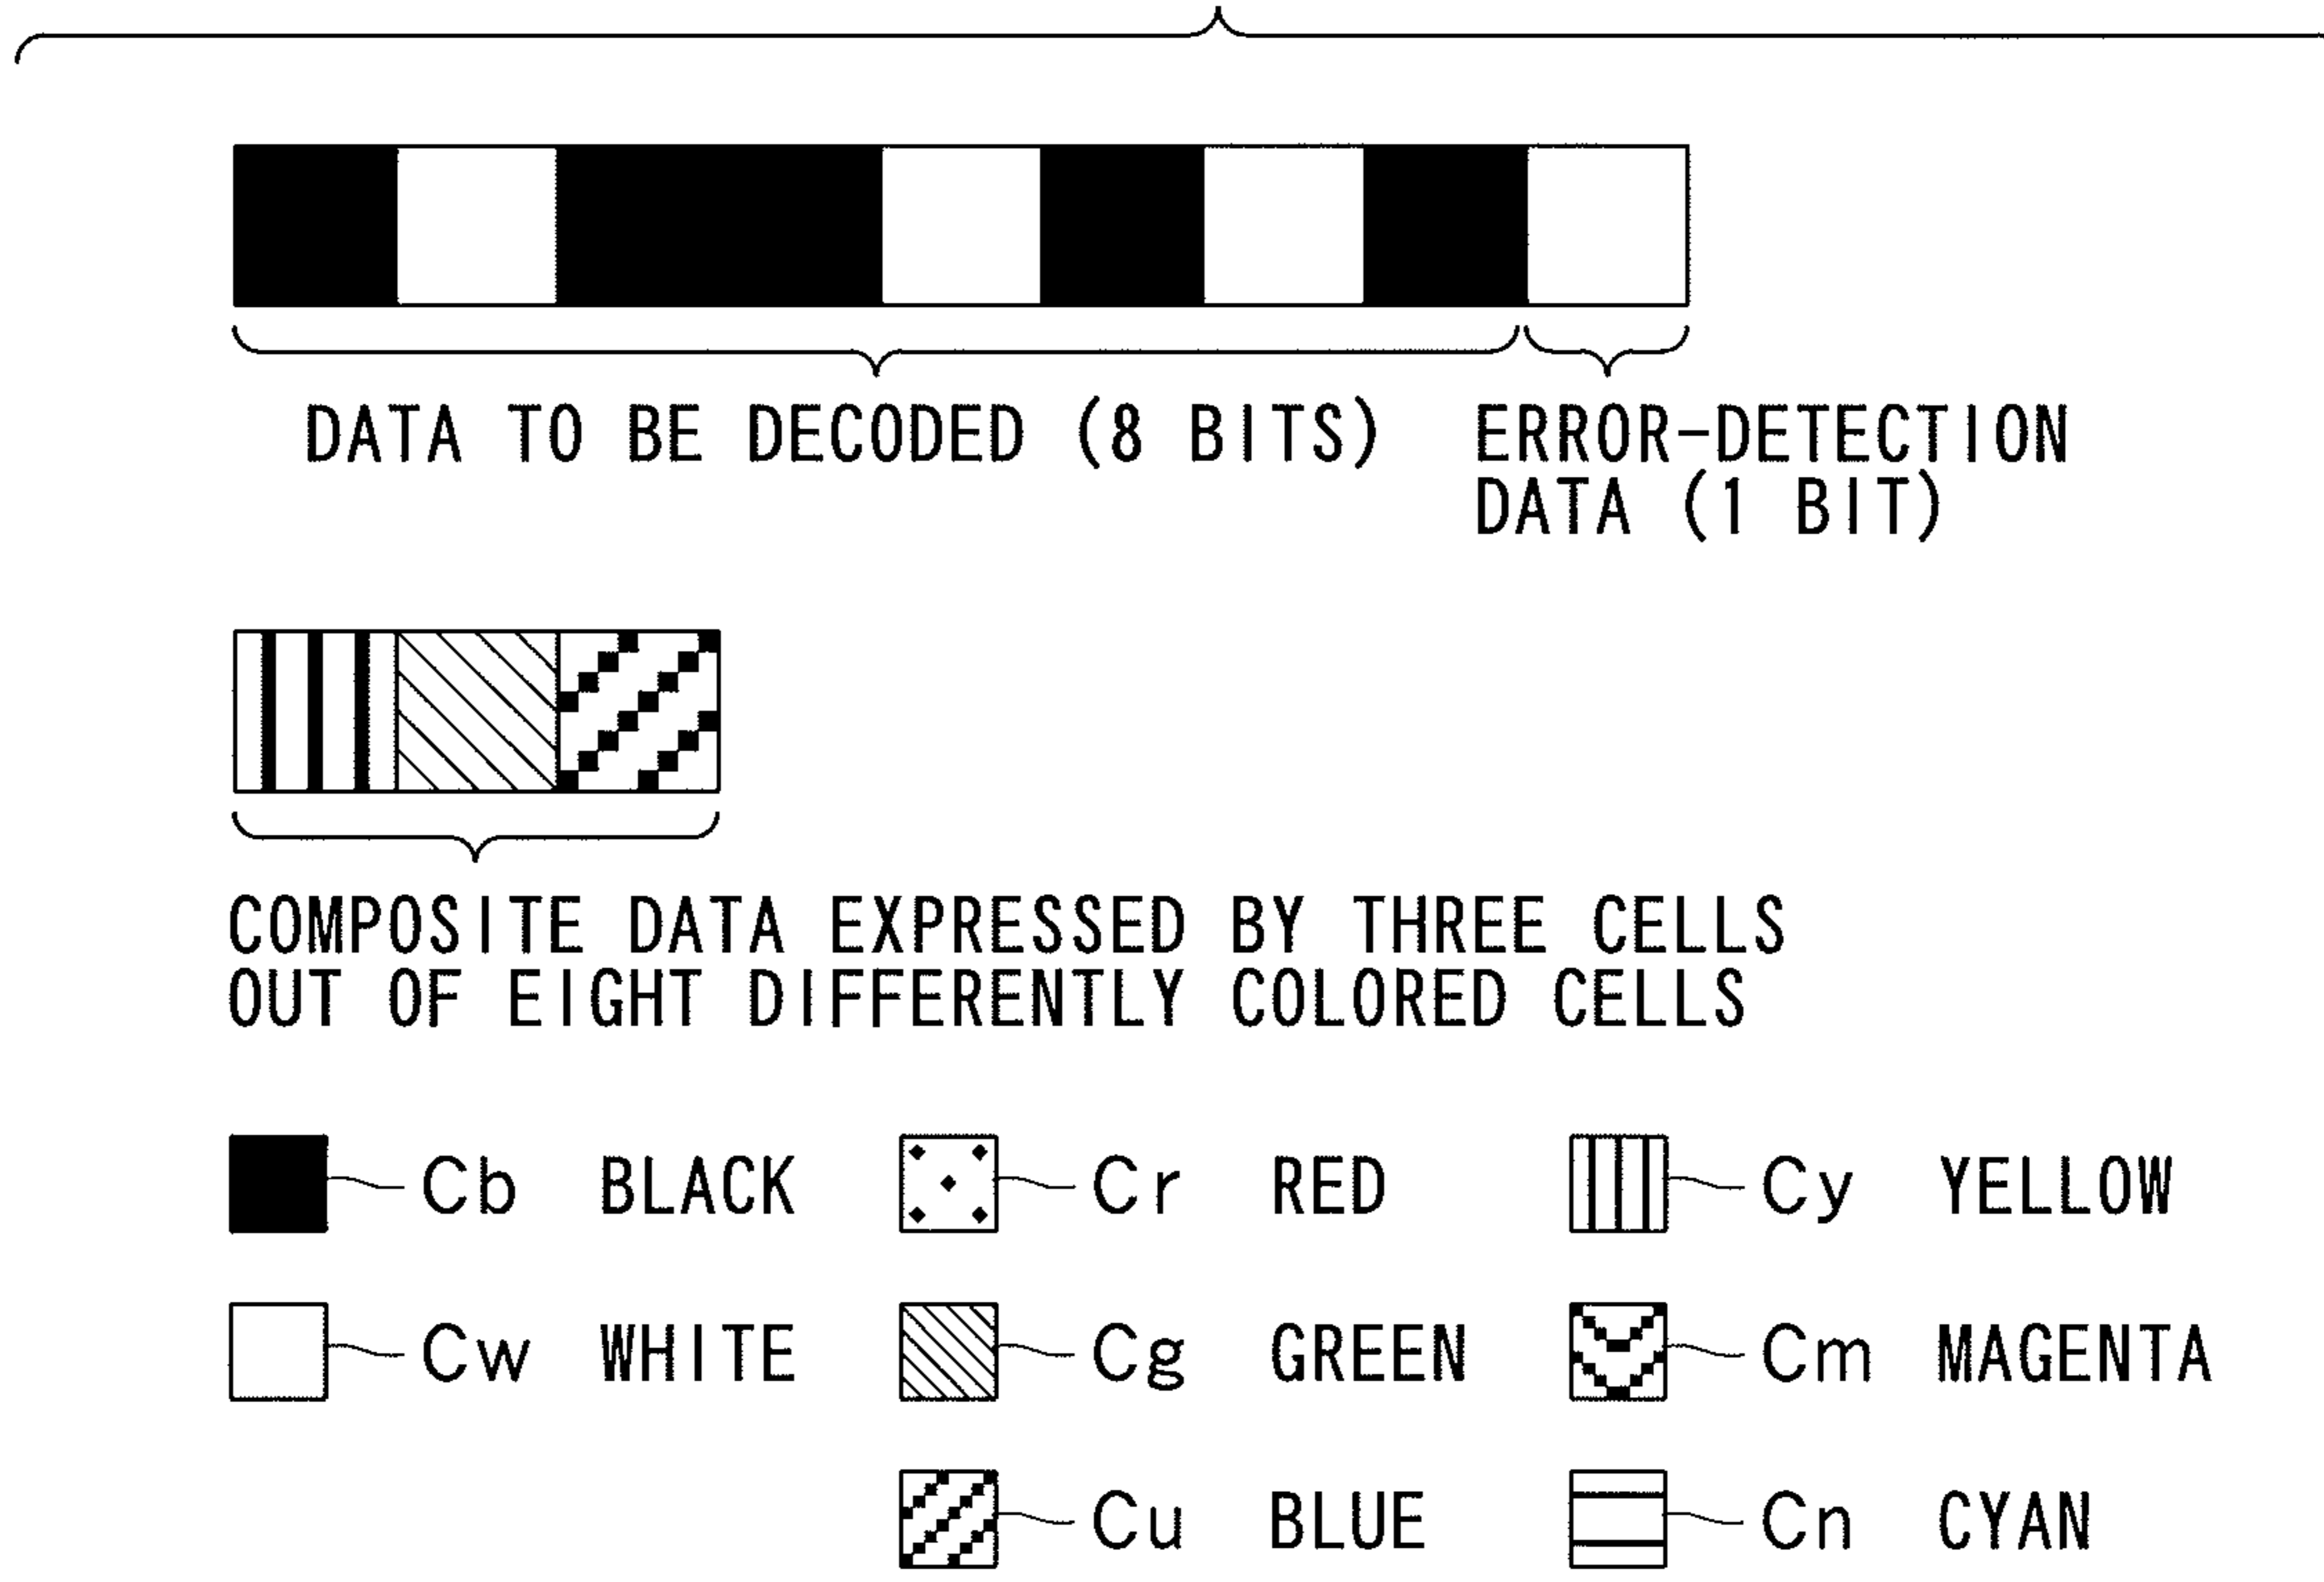 DATA TO BE DECODED (8 BITS) ERROR-DETECTION
DATA (1 BIT)
COMPOSITE DATA EXPRESSED BY THREE CELLS
OUT OF EIGHT DIFFERENTLY COLORED CELLS
Cb BLACK Cr RED Cy YELLOW
Cw WHITE Cg GREEN Cm MAGENTA
Cu BLUE Cn CYAN